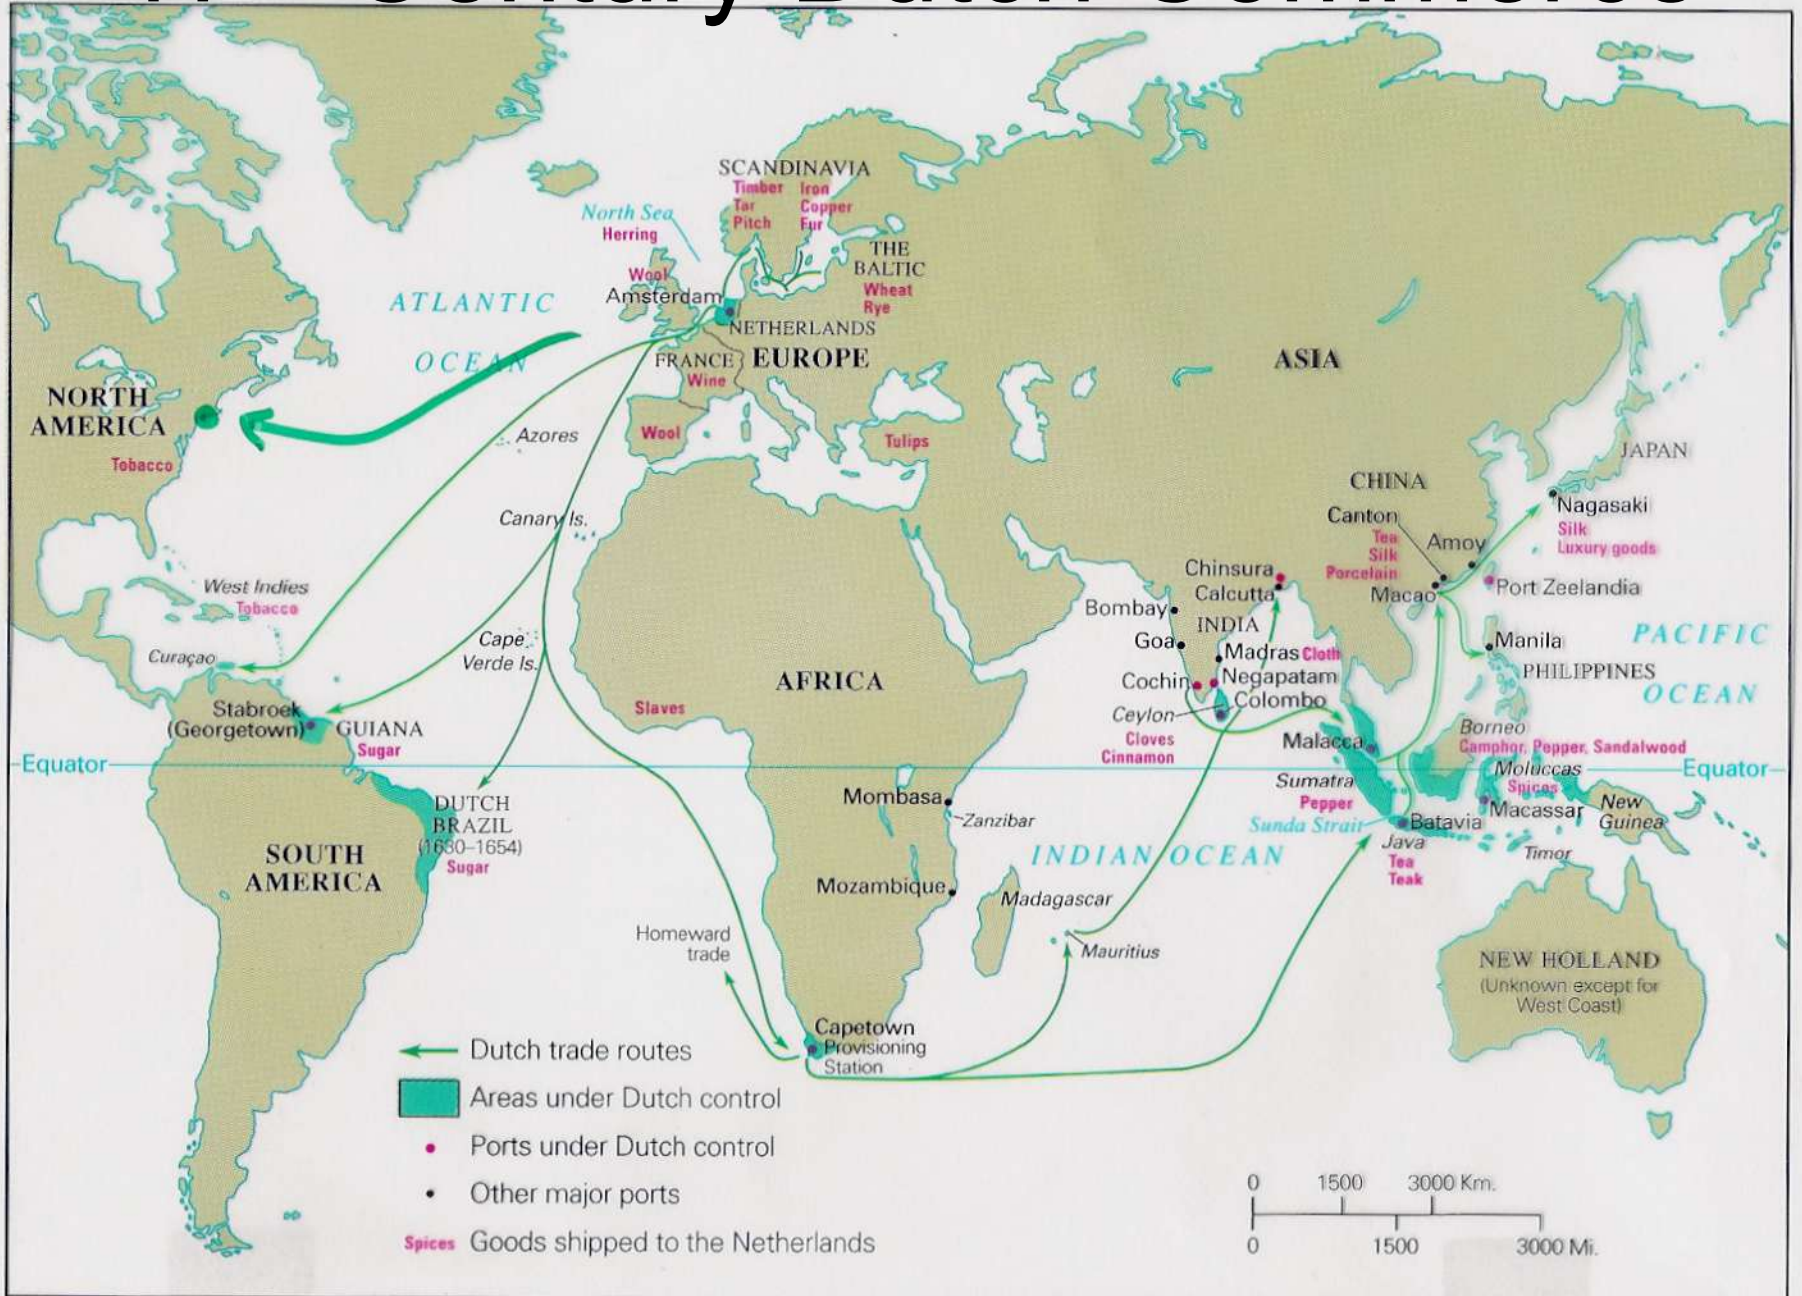 Century Dutch Commerce
SCANDINAVIA
Timber Iron
Tar Copper
Pitch Fur
North Sea
Herring
THE
BALTIC
Wheat
Rye
Wool
Amsterdam
NETHERLANDS
ATLANTIC
OCEAN
FRANCE
Wine
EUROPE
ASIA
NORTH
AMERICA
Tobacco
Azores
Wool
Tulips
JAPAN
CHINA
Canton
Tea
Silk
Porcelain
Amoy
Nagasaki
Silk
Luxury goods
Canary Is.
West Indies
Tobacco
Chinsura
Calcutta
Macao
Port Zeelandia
Bombay
INDIA
Goa
Madras Cloth
Manila
PACIFIC
OCEAN
PHILIPPINES
Curaçao
Cape
Verde Is.
AFRICA
Cochin
Negapatam
Colombo
Ceylon
Cloves
Cinnamon
Slaves
Stabroek
(Georgetown)
GUIANA
Sugar
Malacca
Borneo
Camphor, Pepper, Sandalwood
Equator
Equator
Moluccas
Spices
Sumatra
Pepper
Sunda Strait
Macassar
New
Guinea
Batavia
Java
Tea
Teak
Timor
Mombasa
Zanzibar
DUTCH
BRAZIL
(1630–1654)
Sugar
SOUTH
AMERICA
INDIAN OCEAN
Mozambique
Madagascar
Mauritius
Homeward
trade
NEW HOLLAND
(Unknown except for
West Coast)
Capetown
Provisioning
Station
Dutch trade routes
Areas under Dutch control
Ports under Dutch control
Other major ports
Spices Goods shipped to the Netherlands
0 1500 3000 Km.
0 1500 3000 Mi.